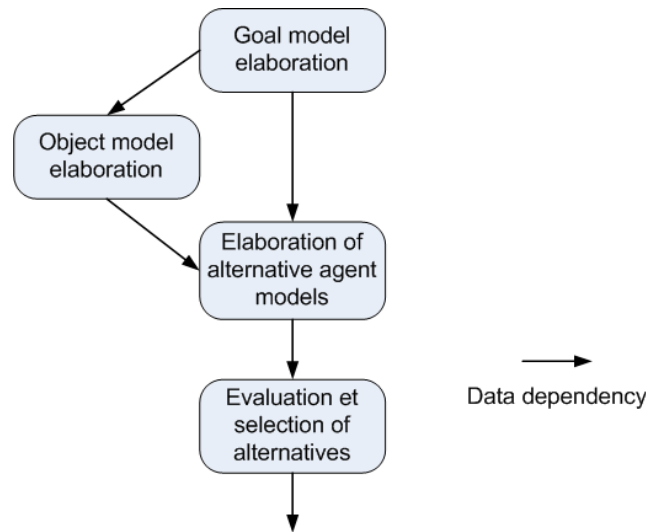 Goal model
elaboration
Object model
elaboration
Elaboration of
alternative agent
models
Evaluation et
selection of
alternatives
Data dependency